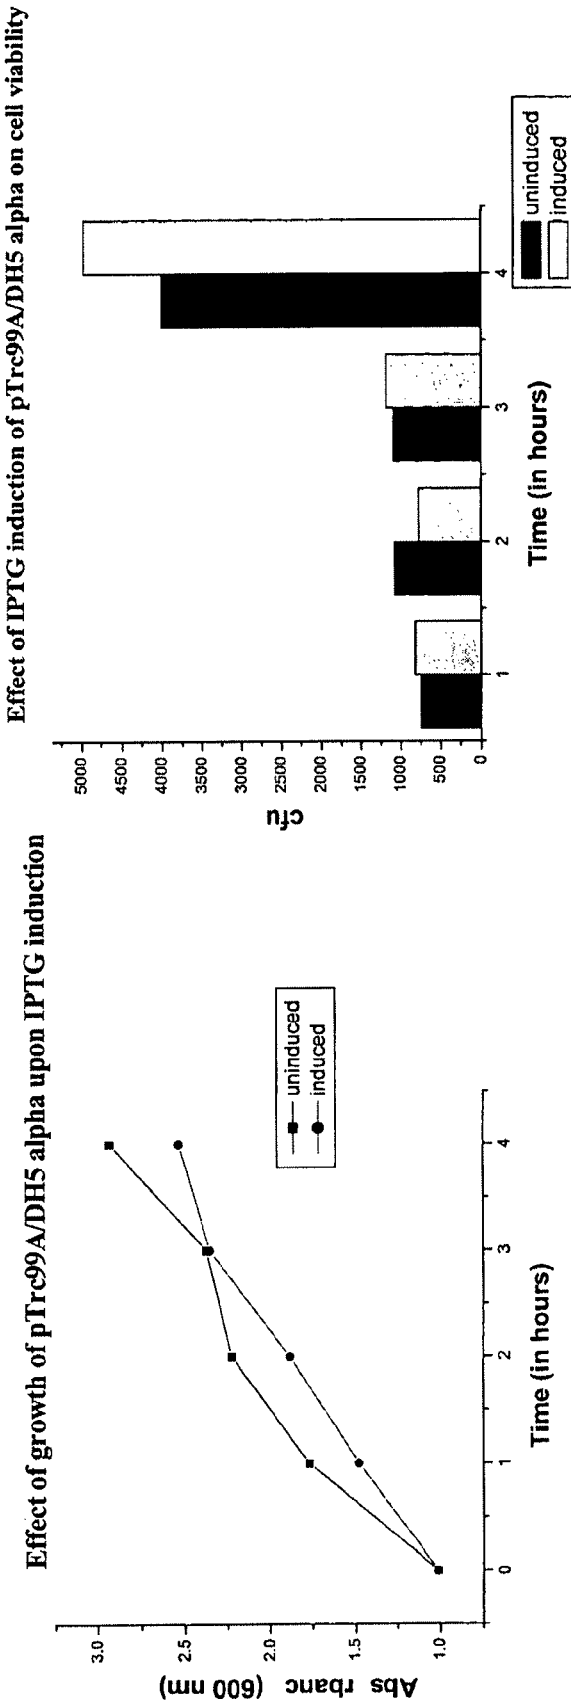 Effect of growth of pTrc99A/DH5 alpha upon IPTG induction
3.0
2.5
2.0
1.5
1.0
Abs rbanc (600 nm)
0
1
2
3
4
Time (in hours)
uninduced
induced
Effect of IPTG induction of pTrc99A/DH5 alpha on cell viability
5000
4500
4000
3500
3000
2500
2000
1500
1000
500
0
cfu
1
2
3
4
Time (in hours)
uninduced
induced